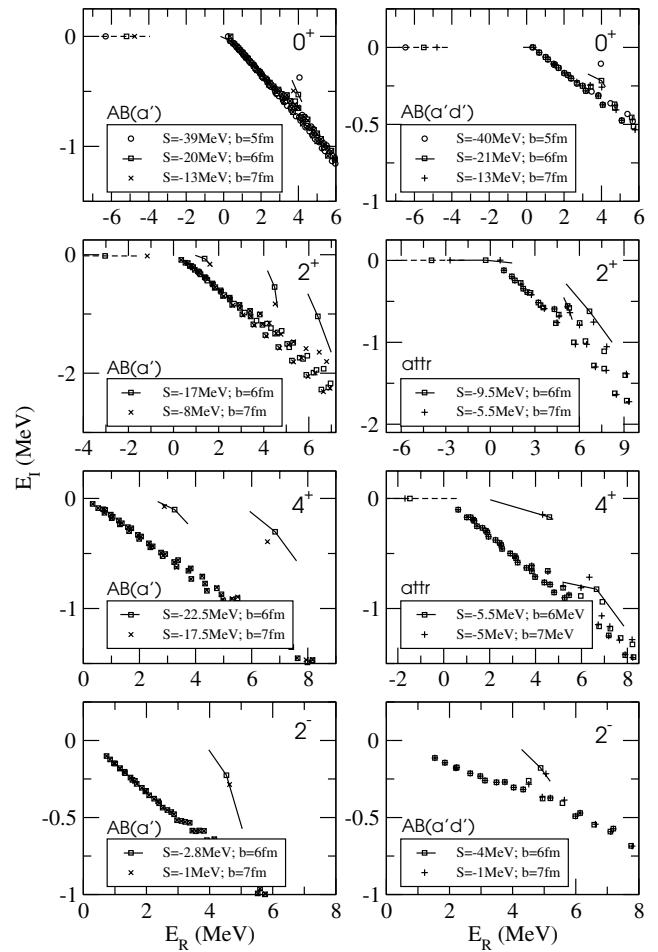 0
0⁺
-1
AB(a')
S=-39MeV; b=5fm
S=-20MeV; b=6fm
S=-13MeV; b=7fm
-6 -4 -2 0 2 4 6
0
0⁺
-0.5
-1
AB(a'd')
S=-40MeV; b=5fm
S=-21MeV; b=6fm
S=-13MeV; b=7fm
-6 -4 -2 0 2 4 6
0
2⁺
-2
AB(a')
S=-17MeV; b=6fm
S=-8MeV; b=7fm
-4 -2 0 2 4 6
0
2⁺
-1
-2
attr
S=-9.5MeV; b=6fm
S=-5.5MeV; b=7fm
-6 -3 0 3 6 9
E_I (MeV)
0
4⁺
-1
AB(a')
S=-22.5MeV; b=6fm
S=-17.5MeV; b=7fm
0 2 4 6 8
0
4⁺
-1
attr
S=-5.5MeV; b=6MeV
S=-5MeV; b=7MeV
-2 0 2 4 6 8
0
2⁻
-0.5
-1
AB(a')
S=-2.8MeV; b=6fm
S=-1MeV; b=7fm
0 2 4 6 8
E_R (MeV)
0
2⁻
-0.5
-1
AB(a'd')
S=-4MeV; b=6fm
S=-1MeV; b=7fm
0 2 4 6 8
E_R (MeV)